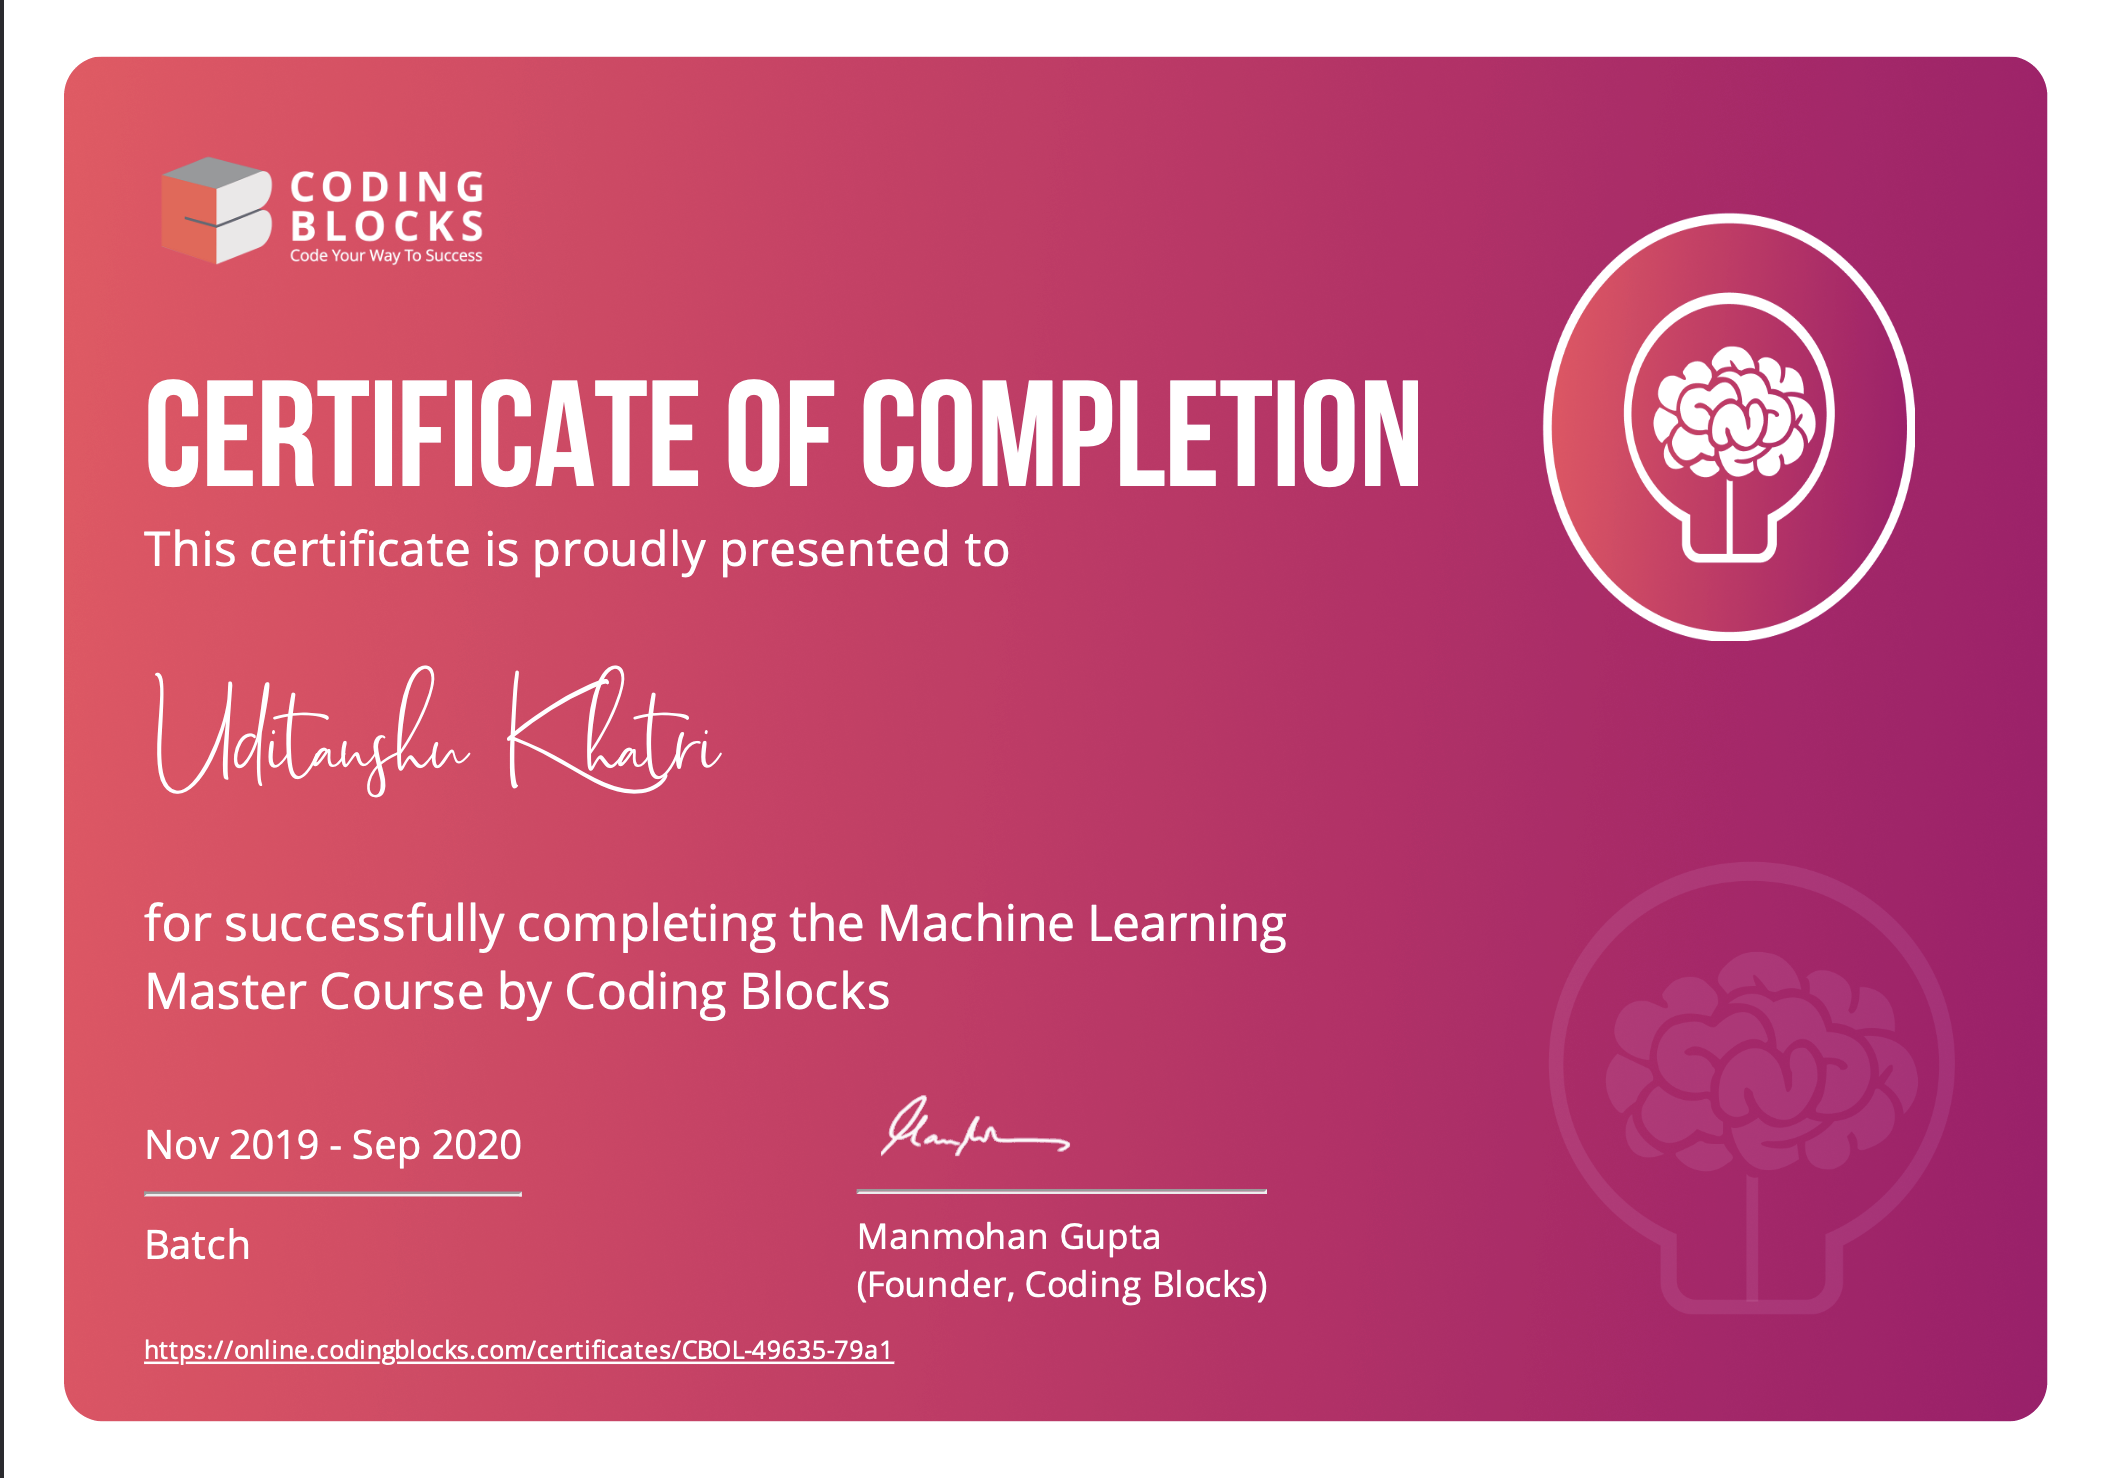 CODING
BLOCKS
Code Your Way To Success
CERTIFICATE OF COMPLETION
This certificate is proudly presented to
Uditanshu Khatri
for successfully completing the Machine Learning
Master Course by Coding Blocks
Nov 2019 - Sep 2020
Batch
Manmohan Gupta
(Founder, Coding Blocks)
https://online.codingblocks.com/certificates/CBOL-49635-79a1